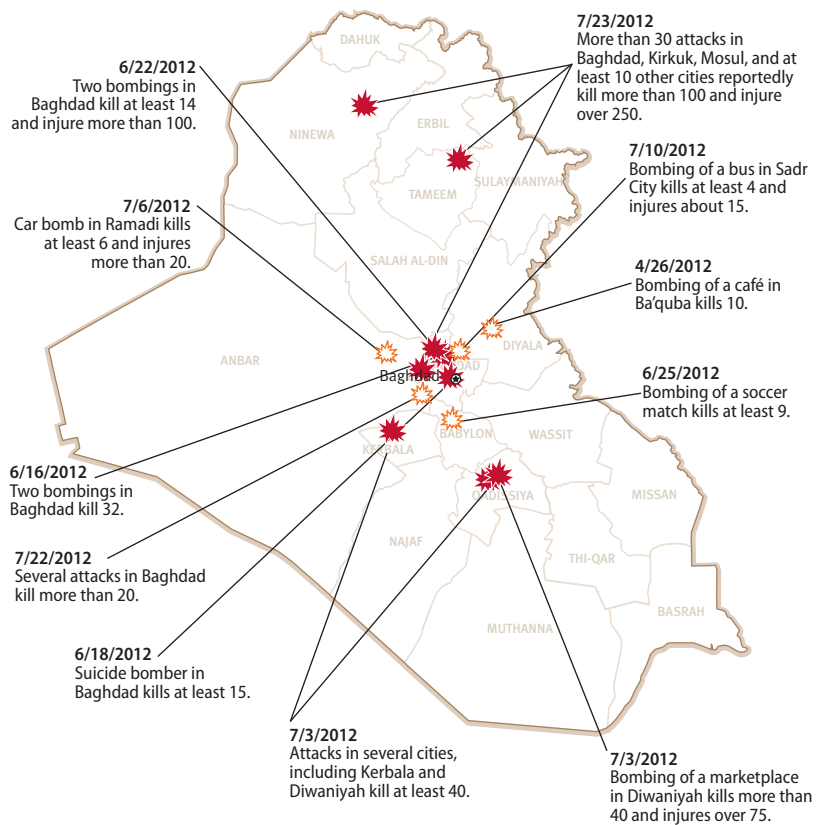 7/23/2012
More than 30 attacks in
Baghdad, Kirkuk, Mosul, and at
least 10 other cities reportedly
kill more than 100 and injure
over 250.
6/22/2012
Two bombings in
Baghdad kill at least 14
and injure more than 100.
7/10/2012
Bombing of a bus in Sadr
City kills at least 4 and
injures about 15.
7/6/2012
Car bomb in Ramadi kills
at least 6 and injures
more than 20.
4/26/2012
Bombing of a café in
Ba'quba kills 10.
6/25/2012
Bombing of a soccer
match kills at least 9.
6/16/2012
Two bombings in
Baghdad kill 32.
7/22/2012
Several attacks in Baghdad
kill more than 20.
6/18/2012
Suicide bomber in
Baghdad kills at least 15.
7/3/2012
Attacks in several cities,
including Kerbala and
Diwaniyah kill at least 40.
7/3/2012
Bombing of a marketplace
in Diwaniyah kills more than
40 and injures over 75.
DAHUK
NINEWA
ERBIL
TAMEEM
SULAYMANIYAH
SALAH AL-DIN
ANBAR
DIYALA
Baghdad
KERBALA
BABYLON
WASSIT
QADISSIYA
MISSAN
NAJAF
THI-QAR
MUTHANNA
BASRAH